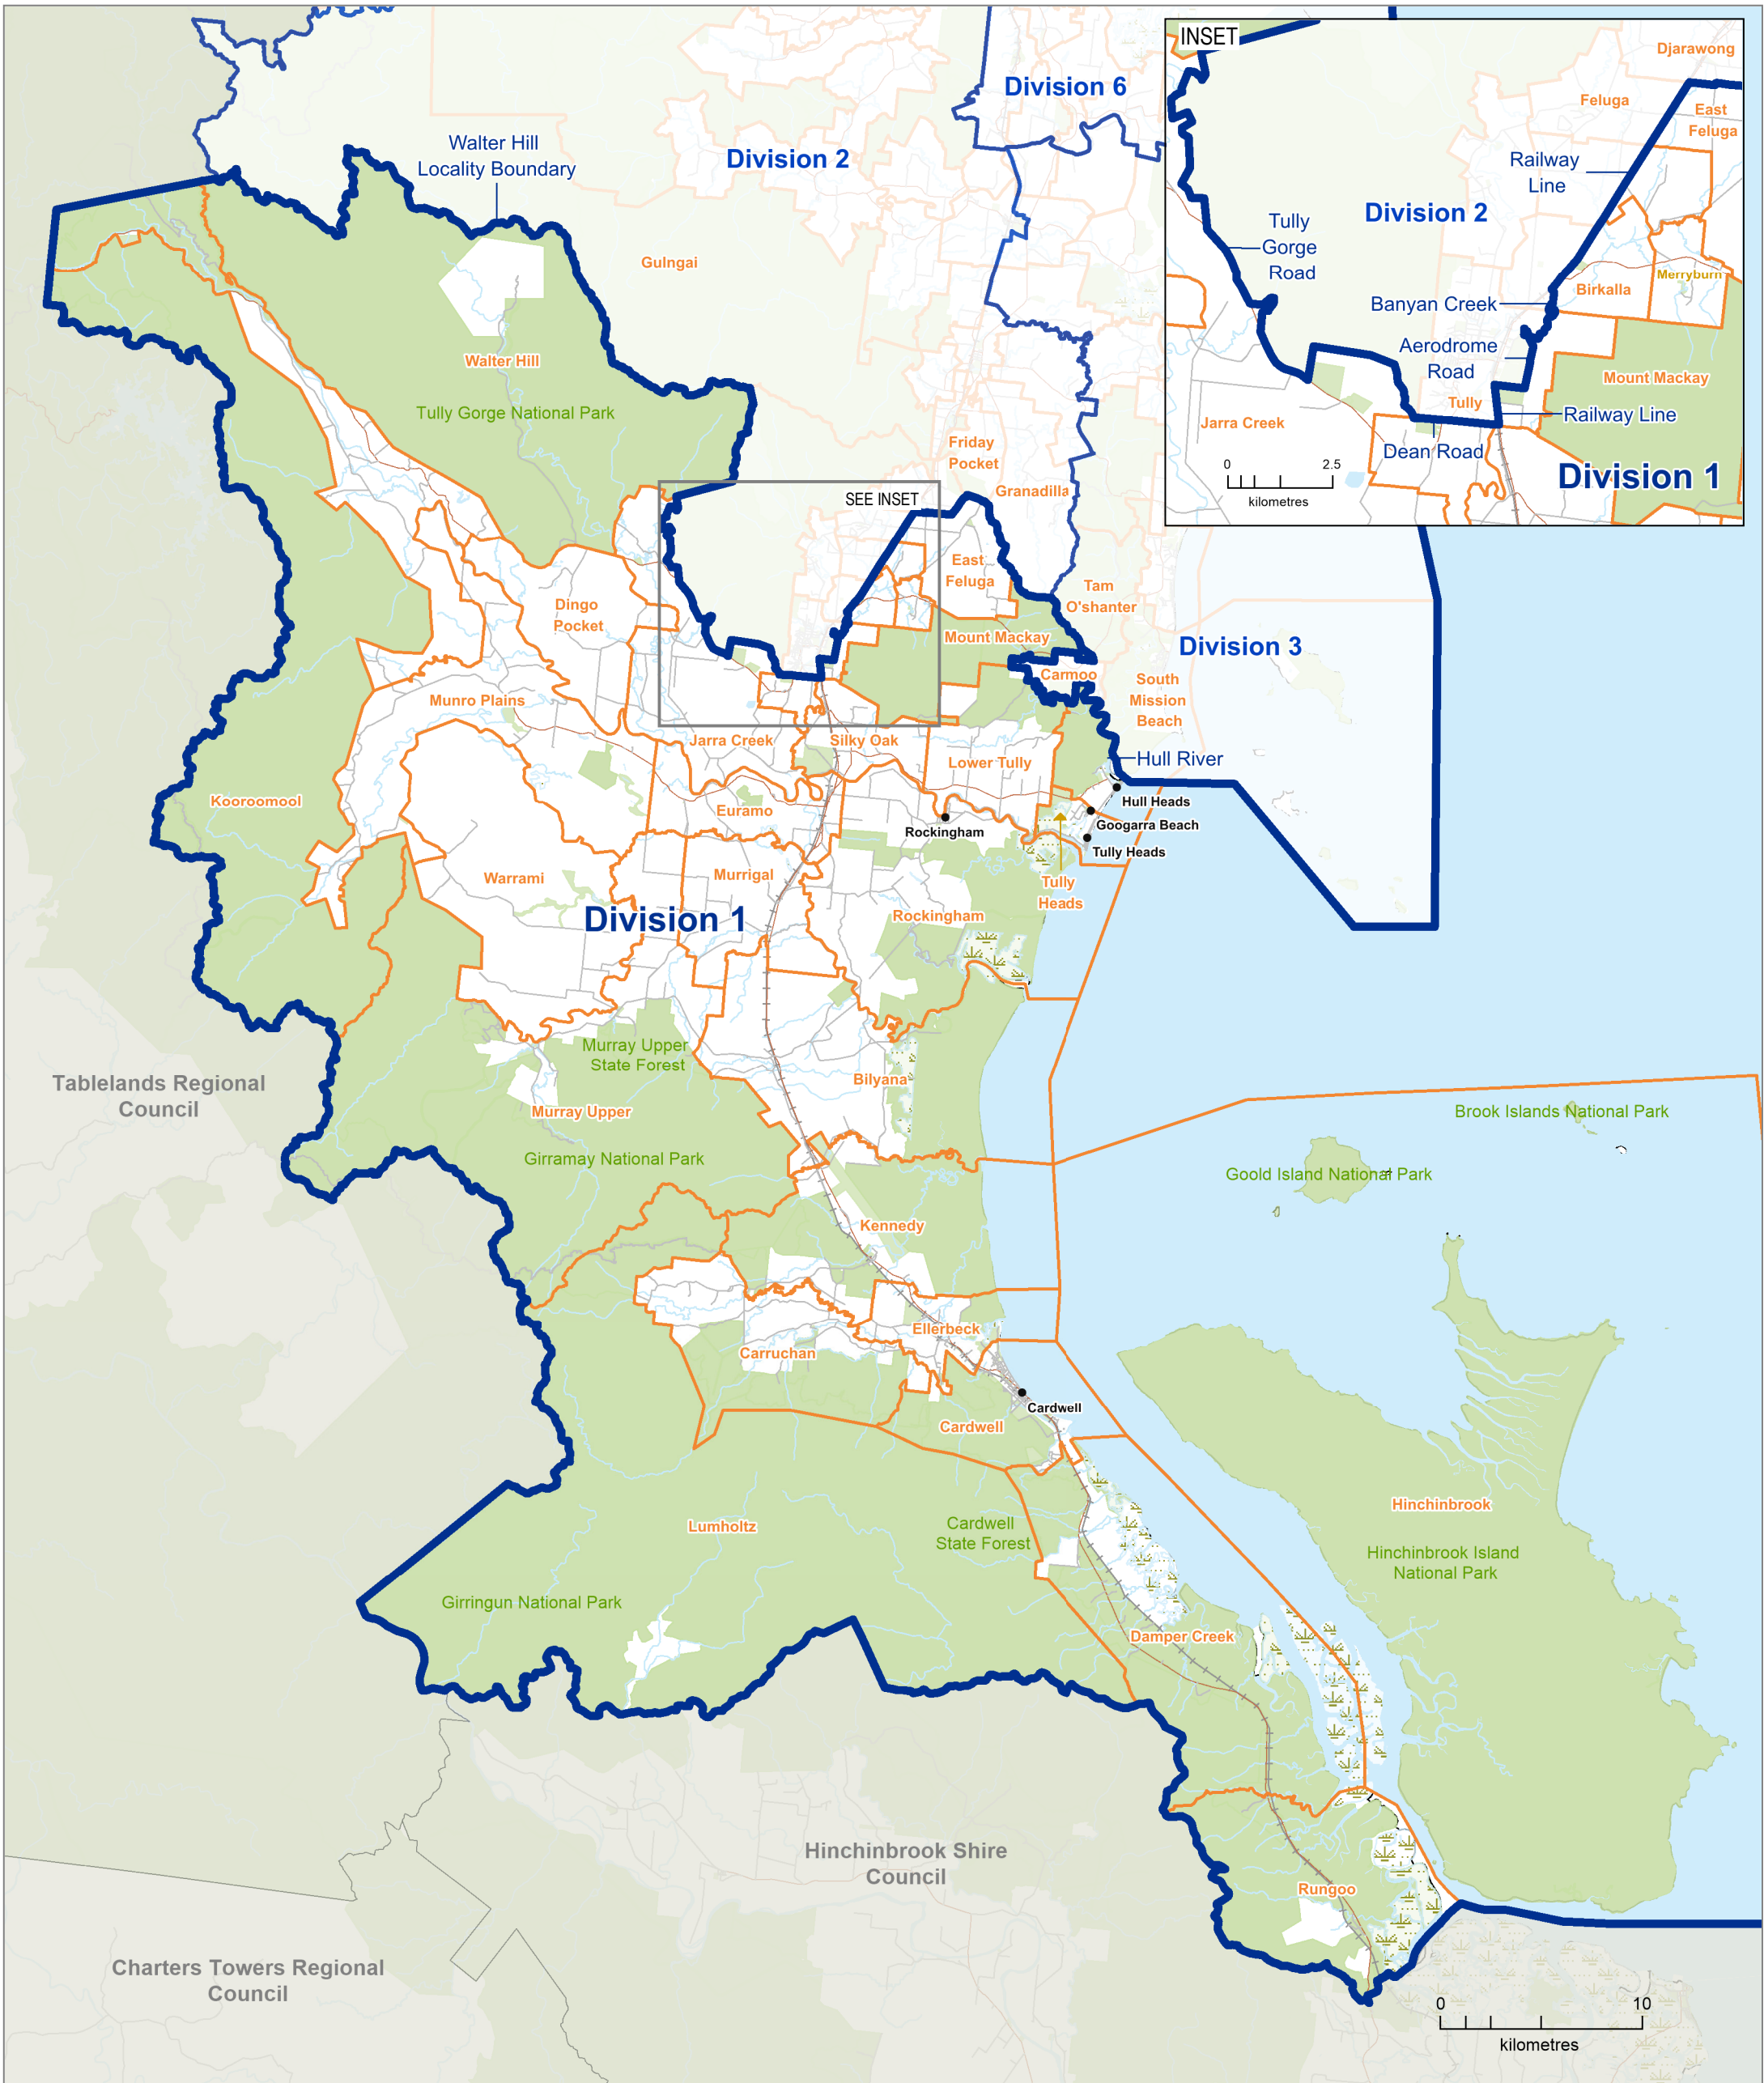 INSET
Djarawong
Feluga
East
Feluga
Railway
Line
Division 2
Tully
Gorge
Road
Merryburn
Birkalla
Banyan Creek
Aerodrome
Road
Mount Mackay
Tully
Railway Line
Jarra Creek
Dean Road
Division 1
0 2.5
kilometres
Division 6
Walter Hill
Locality Boundary
Division 2
Gulngai
Walter Hill
Tully Gorge National Park
Friday
Pocket
Granadilla
SEE INSET
East
Feluga
Dingo
Pocket
Tam
O'shanter
Mount Mackay
Division 3
Carmoo
South
Mission
Beach
Munro Plains
Jarra Creek
Silky Oak
Lower Tully
Hull River
Kooroomool
Euramo
Hull Heads
Googarra Beach
Rockingham
Tully Heads
Warrami
Murrigal
Tully
Heads
Division 1
Rockingham
Murray Upper
State Forest
Tablelands Regional
Council
Bilyana
Murray Upper
Brook Islands National Park
Girramay National Park
Goold Island National Park
Kennedy
Ellerbeck
Carruchan
Cardwell
Cardwell
Hinchinbrook
Lumholtz
Cardwell
State Forest
Hinchinbrook Island
National Park
Girringun National Park
Damper Creek
Hinchinbrook Shire
Council
Rungoo
Charters Towers Regional
Council
0 10
kilometres